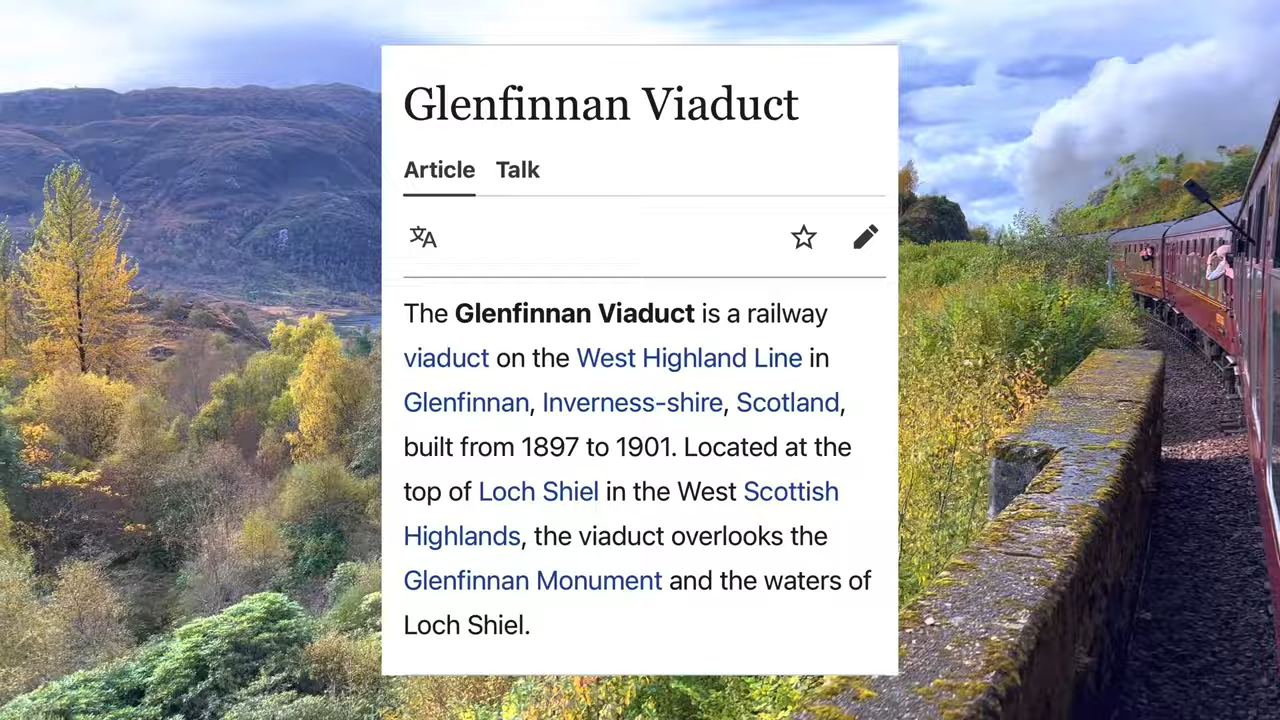 Glenfinnan Viaduct
Article Talk
The Glenfinnan Viaduct is a railway
viaduct on the West Highland Line in
Glenfinnan, Inverness-shire, Scotland,
built from 1897 to 1901. Located at the
top of Loch Shiel in the West Scottish
Highlands, the viaduct overlooks the
Glenfinnan Monument and the waters of
Loch Shiel.